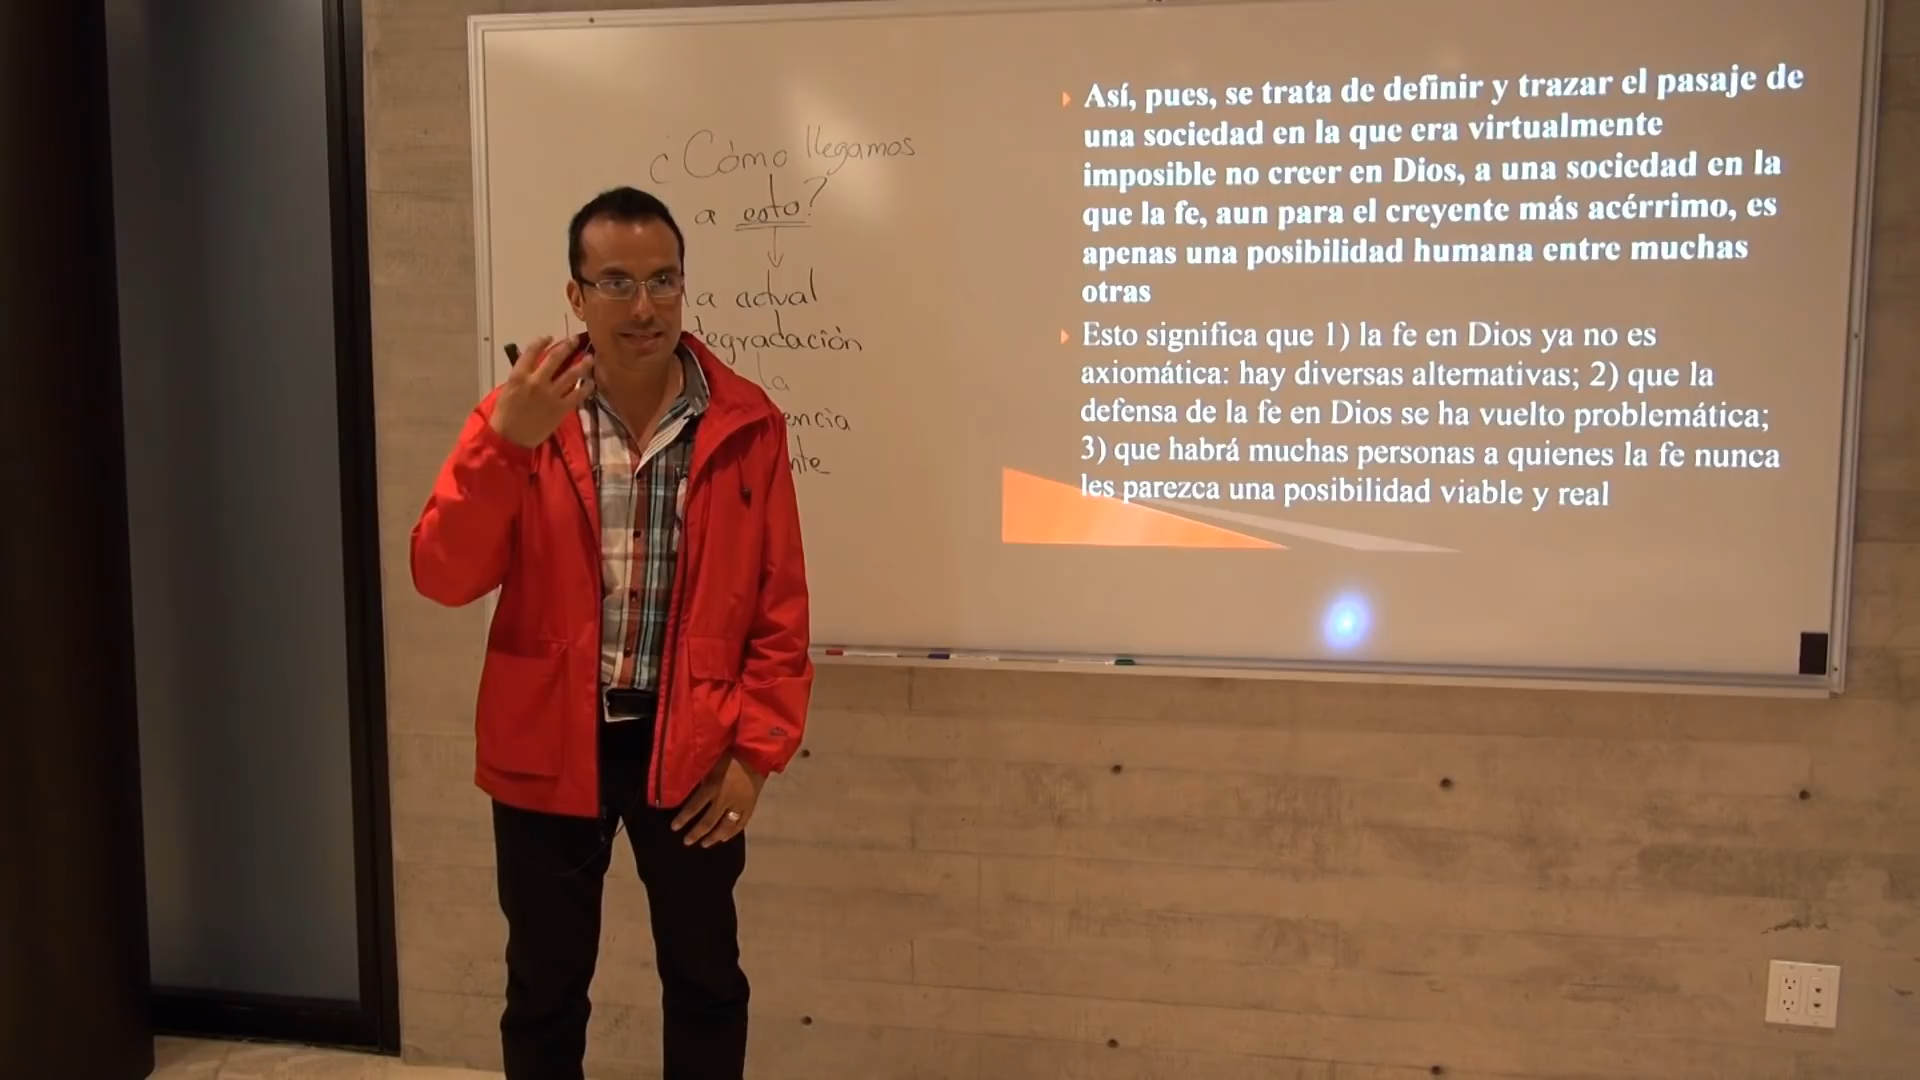 ¿Cómo llegamos
a esto?
la actual
degradación
la
encia
nte
Así, pues, se trata de definir y trazar el pasaje de
una sociedad en la que era virtualmente
imposible no creer en Dios, a una sociedad en la
que la fe, aun para el creyente más acérrimo, es
apenas una posibilidad humana entre muchas
otras
Esto significa que 1) la fe en Dios ya no es
axiomática: hay diversas alternativas; 2) que la
defensa de la fe en Dios se ha vuelto problemática;
3) que habrá muchas personas a quienes la fe nunca
les parezca una posibilidad viable y real